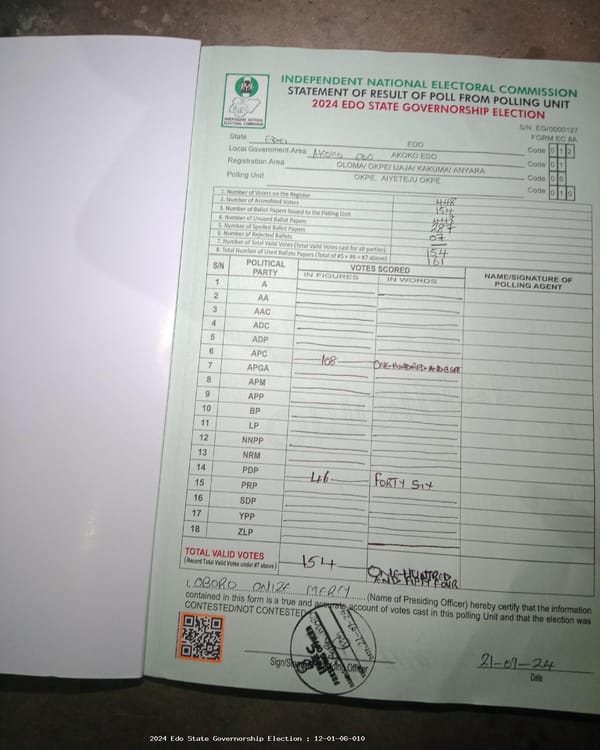 INDEPENDENT NATIONAL ELECTORAL COMMISSION
STATEMENT OF RESULT OF POLL FROM POLLING UNIT
2024 EDO STATE GOVERNORSHIP ELECTION
INDEPENDENT NATIONAL ELECTORAL COMMISSION
S/N: EG/0000127
FORM EC 8A
State EDO EDO Code 0 1 2
Local Government Area AKOKO EDO AKOKO EDO Code 0 1
Registration Area OLOMA/ OKPE/ IJAJA/ KAKUMA/ ANYARA Code 0 6
Polling Unit OKPE, AIYETEJU OKPE Code 0 1 0
1. Number of Voters on the Register 448
2. Number of Accredited Voters 154
3. Number of Ballot Papers Issued to the Polling Unit 448
4. Number of Unused Ballot Papers 287
5. Number of Spoiled Ballot Papers 07
6. Number of Rejected Ballots
7. Number of Total Valid Votes (Total Valid Votes cast for all parties) 154
8. Total Number of Used Ballots Papers (Total of #5 + #6 + #7 above) 161
S/N POLITICAL PARTY VOTES SCORED NAME/SIGNATURE OF POLLING AGENT
IN FIGURES IN WORDS
1 A
2 AA
3 AAC
4 ADC
5 ADP
6 APC 108 ONE-HUNDRED AND EIGHT
7 APGA
8 APM
9 APP
10 BP
11 LP
12 NNPP
13 NRM
14 PDP 46 FORTY SIX
15 PRP
16 SDP
17 YPP
18 ZLP
TOTAL VALID VOTES 154 ONE-HUNDRED AND FIFTY FOUR
(Record Total Valid Votes under #7 above)
I, OBORO ONIZE MERCY (Name of Presiding Officer) hereby certify that the information
contained in this form is a true and accurate account of votes cast in this polling Unit and that the election was
CONTESTED/NOT CONTESTED
Officer
21-09-24
Date
2024 Edo State Governorship Election : 12-01-06-010